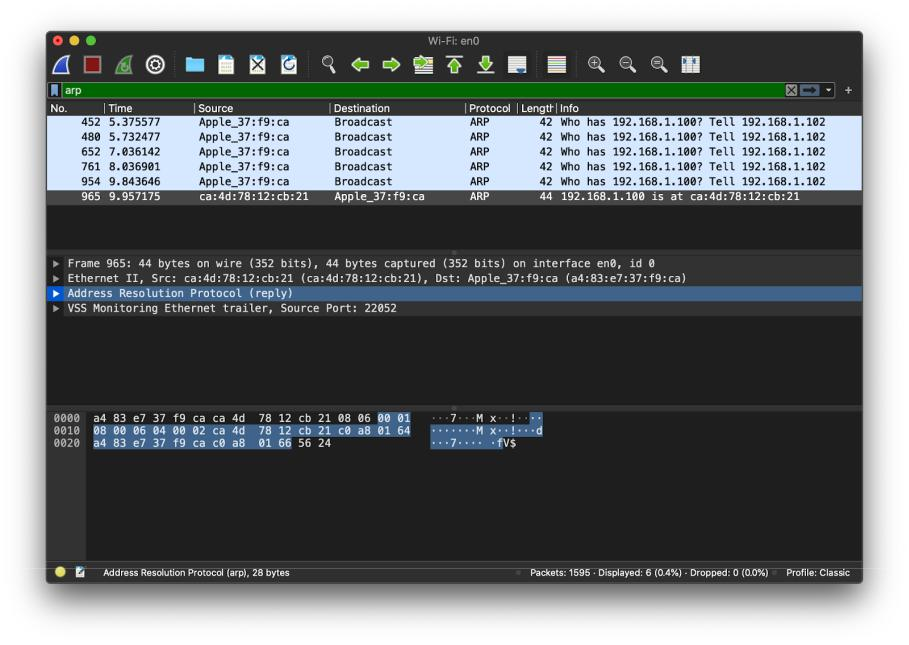 Wi-Fi: en0
arp
No. Time Source Destination Protocol Length Info
452 5.375577 Apple_37:f9:ca Broadcast ARP 42 Who has 192.168.1.100? Tell 192.168.1.102
480 5.732477 Apple_37:f9:ca Broadcast ARP 42 Who has 192.168.1.100? Tell 192.168.1.102
652 7.036142 Apple_37:f9:ca Broadcast ARP 42 Who has 192.168.1.100? Tell 192.168.1.102
761 8.036901 Apple_37:f9:ca Broadcast ARP 42 Who has 192.168.1.100? Tell 192.168.1.102
954 9.843646 Apple_37:f9:ca Broadcast ARP 42 Who has 192.168.1.100? Tell 192.168.1.102
965 9.957175 ca:4d:78:12:cb:21 Apple_37:f9:ca ARP 44 192.168.1.100 is at ca:4d:78:12:cb:21
Frame 965: 44 bytes on wire (352 bits), 44 bytes captured (352 bits) on interface en0, id 0
Ethernet II, Src: ca:4d:78:12:cb:21 (ca:4d:78:12:cb:21), Dst: Apple_37:f9:ca (a4:83:e7:37:f9:ca)
Address Resolution Protocol (reply)
VSS Monitoring Ethernet trailer, Source Port: 22052
0000 a4 83 e7 37 f9 ca ca 4d 78 12 cb 21 08 06 00 01 ···7···M x··!····
0010 08 00 06 04 00 02 ca 4d 78 12 cb 21 c0 a8 01 64 ·······M x··!···d
0020 a4 83 e7 37 f9 ca c0 a8 01 66 56 24 ···7···· ·fV$
Address Resolution Protocol (arp), 28 bytes
Packets: 1595 · Displayed: 6 (0.4%) · Dropped: 0 (0.0%)
Profile: Classic